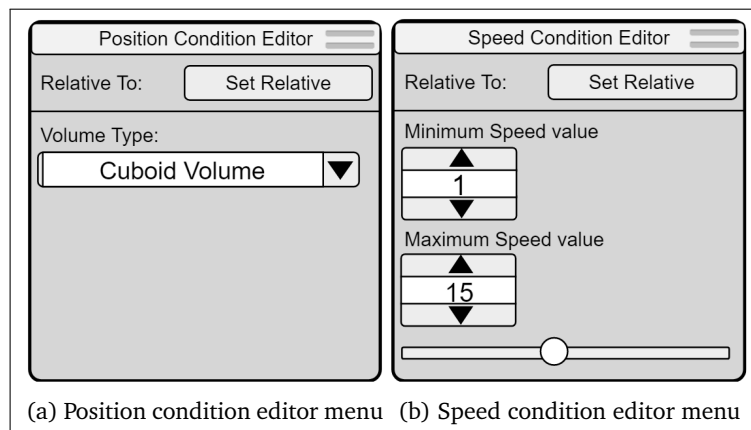 Position Condition Editor
Relative To: Set Relative
Volume Type:
Cuboid Volume
(a) Position condition editor menu
Speed Condition Editor
Relative To: Set Relative
Minimum Speed value
1
Maximum Speed value
15
(b) Speed condition editor menu